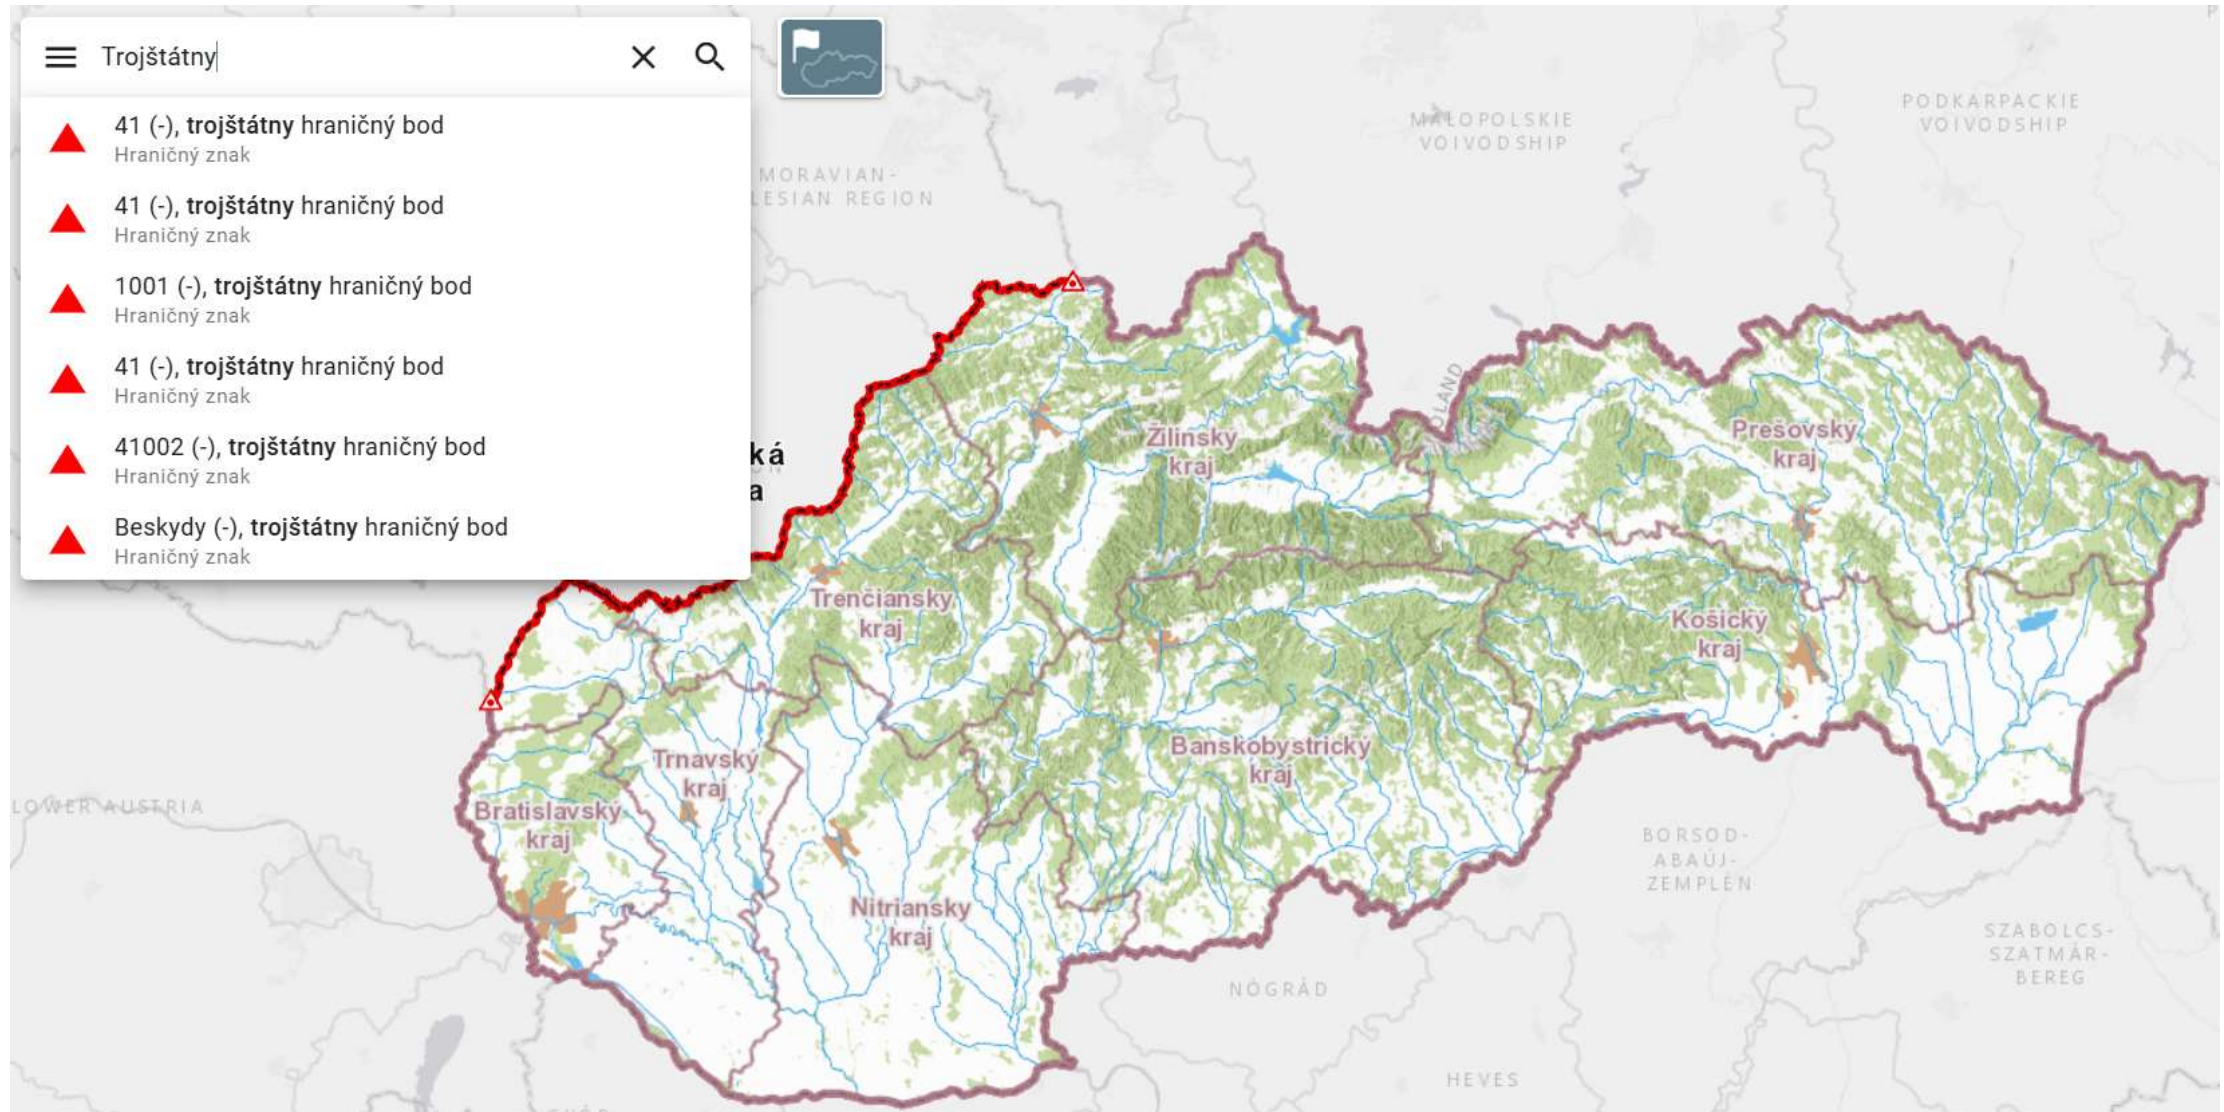 Trojštátny
41 (-), trojštátny hraničný bod
Hraničný znak
41 (-), trojštátny hraničný bod
Hraničný znak
1001 (-), trojštátny hraničný bod
Hraničný znak
41 (-), trojštátny hraničný bod
Hraničný znak
41002 (-), trojštátny hraničný bod
Hraničný znak
Beskydy (-), trojštátny hraničný bod
Hraničný znak
MORAVIAN-
LESIAN REGION
MAŁOPOLSKIE
VOIVODSHIP
PODKARPACKIE
VOIVODSHIP
OLAND
ká
a
Žilinský
kraj
Prešovský
kraj
Trenčiansky
kraj
Košický
kraj
Trnavský
kraj
Banskobystrický
kraj
LOWER AUSTRIA
Bratislavský
kraj
BORSOD-
ABAÚJ-
ZEMPLÉN
Nitriansky
kraj
SZABOLCS-
SZATMÁR-
BEREG
NÓGRÁD
HEVES